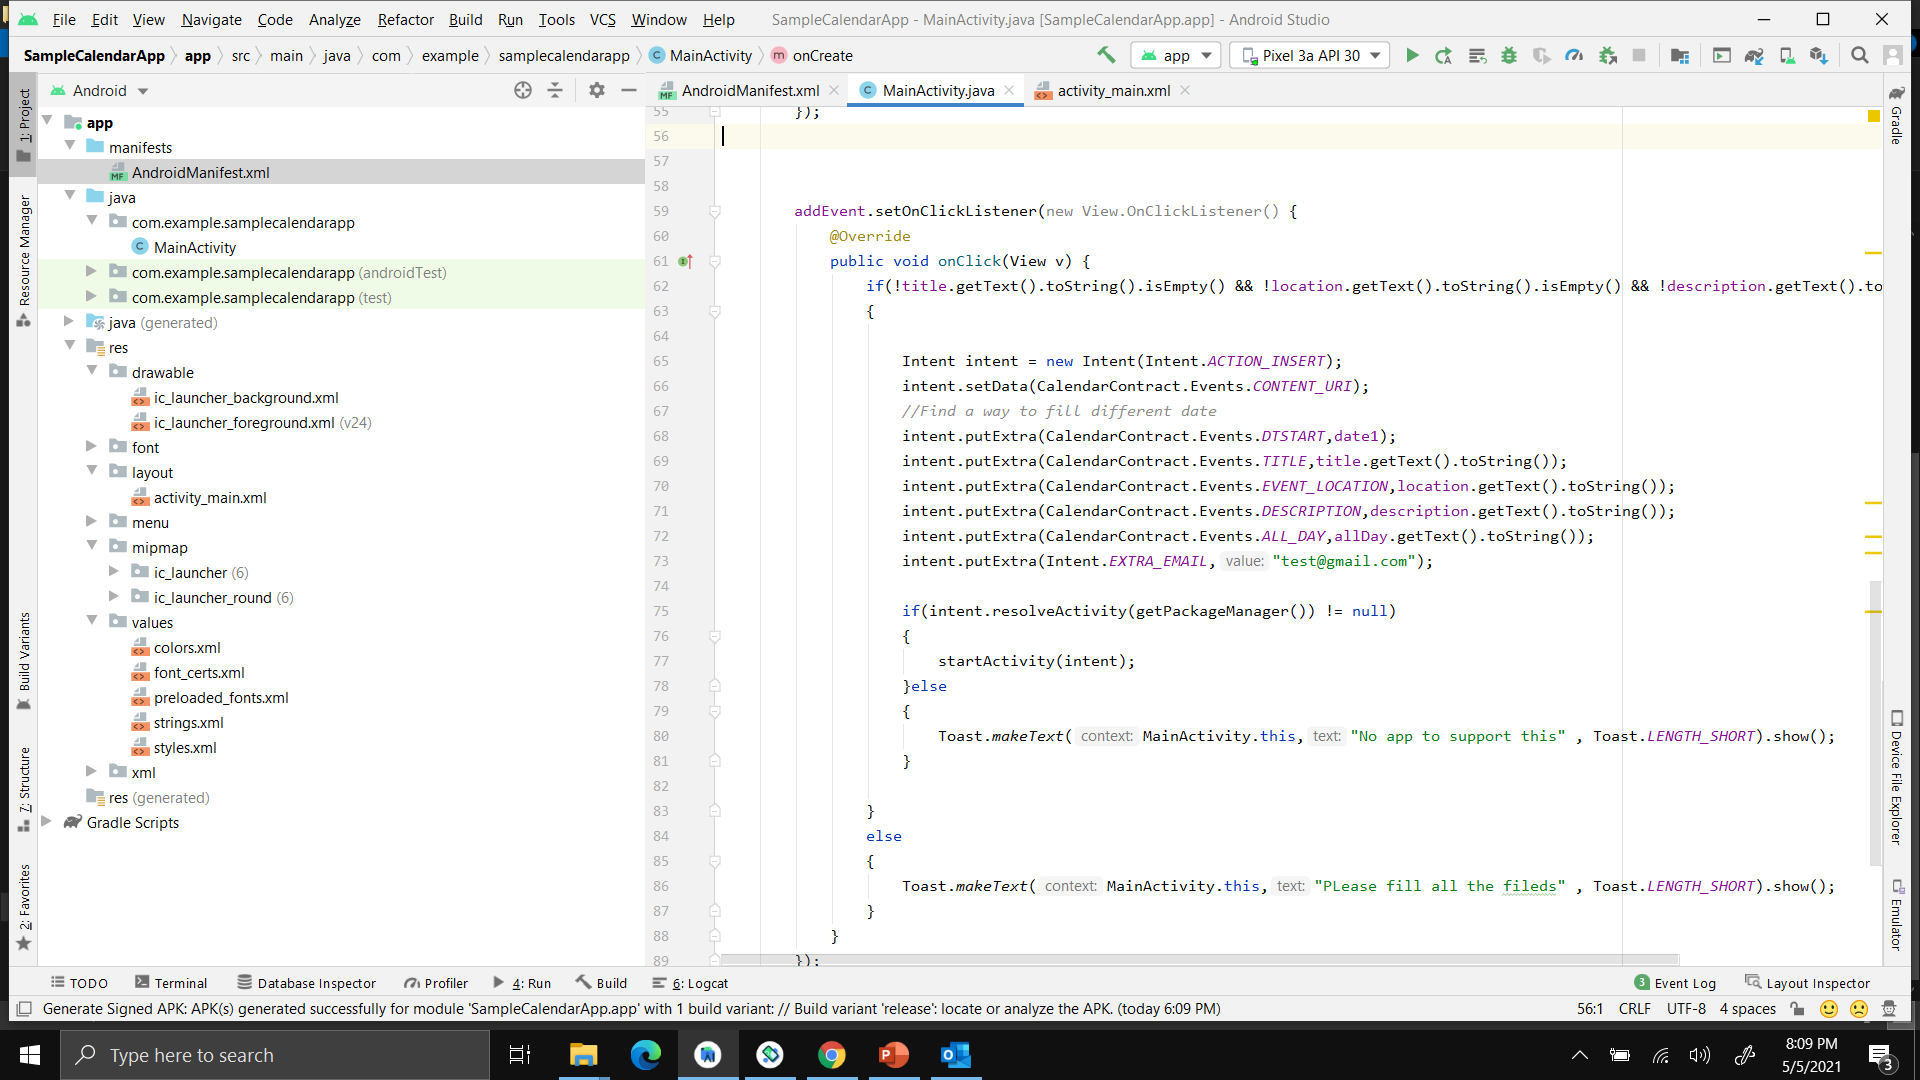 File Edit View Navigate Code Analyze Refactor Build Run Tools VCS Window Help SampleCalendarApp - MainActivity.java [SampleCalendarApp.app] - Android Studio
SampleCalendarApp app src main java com example samplecalendarapp C MainActivity m onCreate app Pixel 3a API 30
Android
AndroidManifest.xml MainActivity.java activity_main.xml
1: Project
Resource Manager
Build Variants
7: Structure
2: Favorites
app
manifests
AndroidManifest.xml
java
com.example.samplecalendarapp
MainActivity
com.example.samplecalendarapp (androidTest)
com.example.samplecalendarapp (test)
java (generated)
res
drawable
ic_launcher_background.xml
ic_launcher_foreground.xml (v24)
font
layout
activity_main.xml
menu
mipmap
ic_launcher (6)
ic_launcher_round (6)
values
colors.xml
font_certs.xml
preloaded_fonts.xml
strings.xml
styles.xml
xml
res (generated)
Gradle Scripts
55 });
56
57
58
59 addEvent.setOnClickListener(new View.OnClickListener() {
60 @Override
61 public void onClick(View v) {
62 if(!title.getText().toString().isEmpty() && !location.getText().toString().isEmpty() && !description.getText().to
63 {
64
65 Intent intent = new Intent(Intent.ACTION_INSERT);
66 intent.setData(CalendarContract.Events.CONTENT_URI);
67 //Find a way to fill different date
68 intent.putExtra(CalendarContract.Events.DTSTART,date1);
69 intent.putExtra(CalendarContract.Events.TITLE,title.getText().toString());
70 intent.putExtra(CalendarContract.Events.EVENT_LOCATION,location.getText().toString());
71 intent.putExtra(CalendarContract.Events.DESCRIPTION,description.getText().toString());
72 intent.putExtra(CalendarContract.Events.ALL_DAY,allDay.getText().toString());
73 intent.putExtra(Intent.EXTRA_EMAIL, value: "test@gmail.com");
74
75 if(intent.resolveActivity(getPackageManager()) != null)
76 {
77 startActivity(intent);
78 }else
79 {
80 Toast.makeText( context: MainActivity.this, text: "No app to support this" , Toast.LENGTH_SHORT).show();
81 }
82
83 }
84 else
85 {
86 Toast.makeText( context: MainActivity.this, text: "PLease fill all the fileds" , Toast.LENGTH_SHORT).show();
87 }
88 }
89 });
Gradle
Device File Explorer
Emulator
TODO Terminal Database Inspector Profiler 4: Run Build 6: Logcat 3 Event Log Layout Inspector
Generate Signed APK: APK(s) generated successfully for module 'SampleCalendarApp.app' with 1 build variant: // Build variant 'release': locate or analyze the APK. (today 6:09 PM) 56:1 CRLF UTF-8 4 spaces
Type here to search
8:09 PM
5/5/2021
3